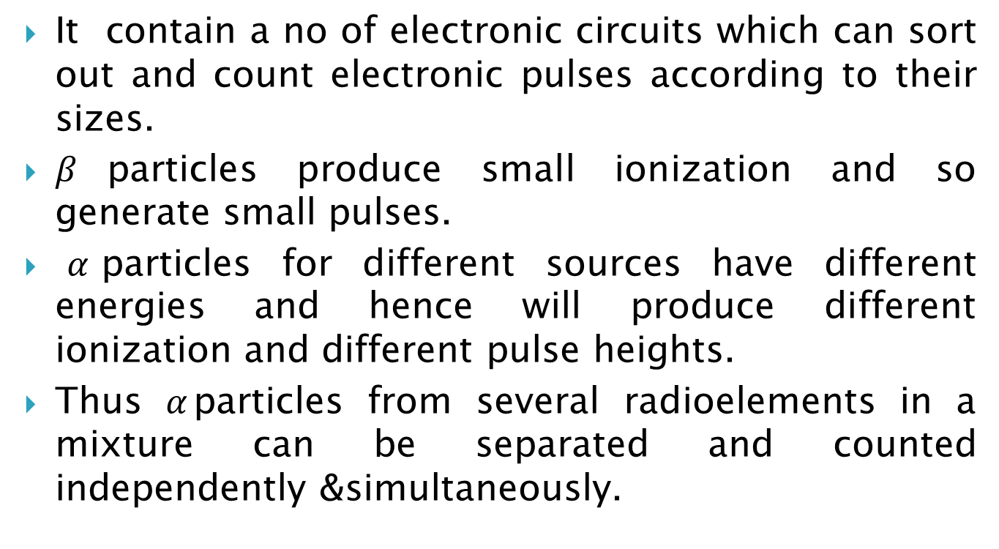 It contain a no of electronic circuits which can sort
out and count electronic pulses according to their
sizes.
β particles produce small ionization and so
generate small pulses.
α particles for different sources have different
energies and hence will produce different
ionization and different pulse heights.
Thus α particles from several radioelements in a
mixture can be separated and counted
independently &simultaneously.